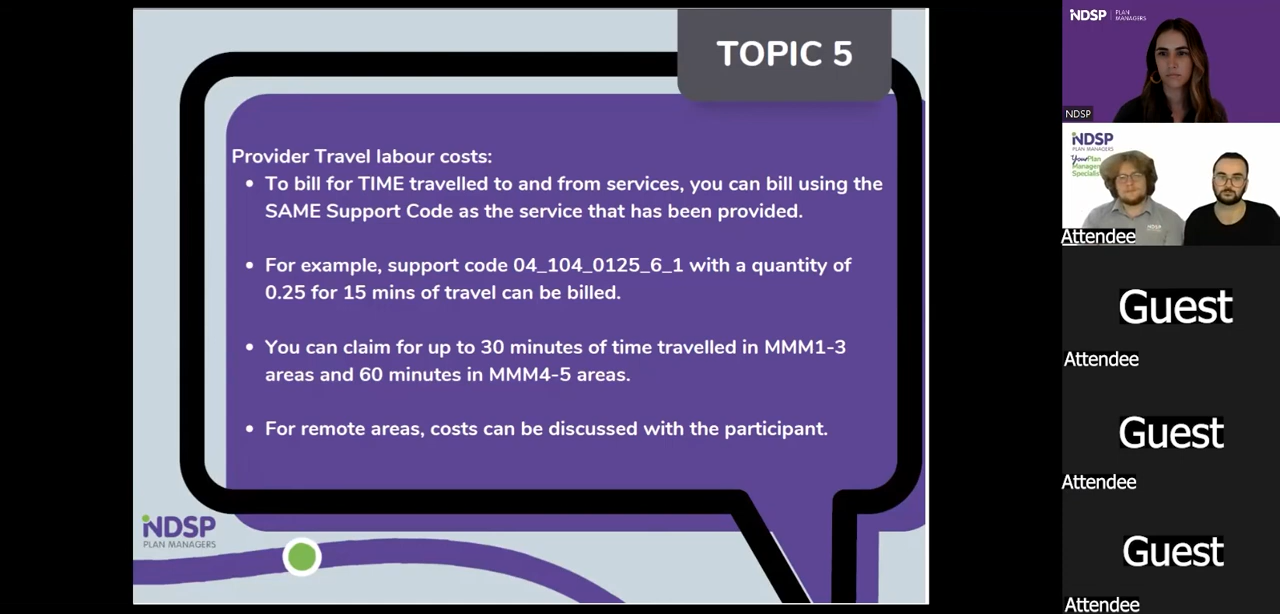 TOPIC 5
Provider Travel labour costs:
• To bill for TIME travelled to and from services, you can bill using the
SAME Support Code as the service that has been provided.
• For example, support code 04_104_0125_6_1 with a quantity of
0.25 for 15 mins of travel can be billed.
• You can claim for up to 30 minutes of time travelled in MMM1-3
areas and 60 minutes in MMM4-5 areas.
• For remote areas, costs can be discussed with the participant.
NDSP
PLAN MANAGERS
NDSP PLAN
MANAGERS
NDSP
NDSP
PLAN MANAGERS
Your Plan
Management
Specialists
Attendee
Guest
Attendee
Guest
Attendee
Guest
Attendee